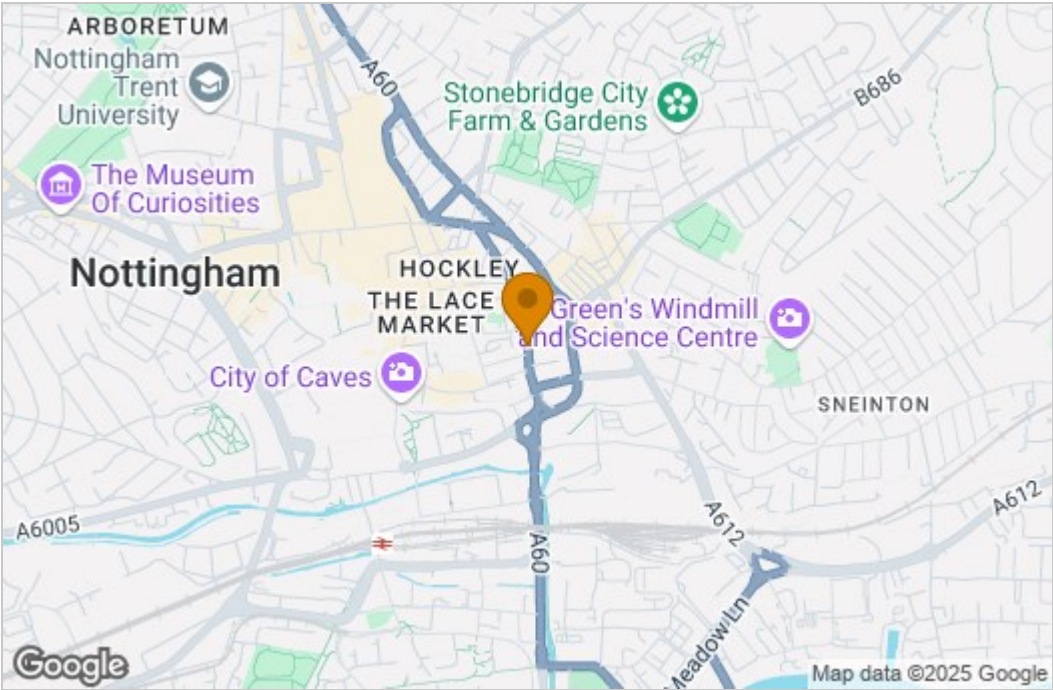 ARBORETUM
Nottingham
Trent
University
A60
Stonebridge City
Farm & Gardens
B686
The Museum
Of Curiosities
Nottingham
HOCKLEY
THE LACE
MARKET
Green's Windmill
and Science Centre
City of Caves
SNEINTON
A6005
A60
A612
A612
Meadow Ln
Google
Map data ©2025 Google